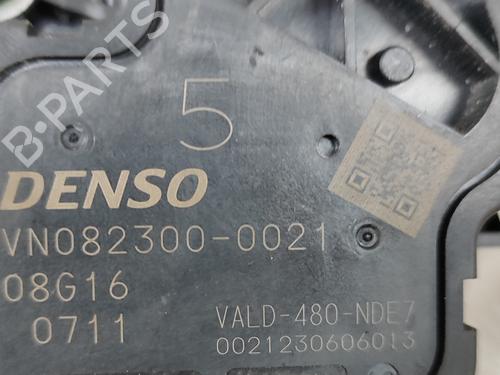 B-PARTS
5
DENSO
VN082300-0021
08G16
0711
VALD-480-NDE7
0021230606013